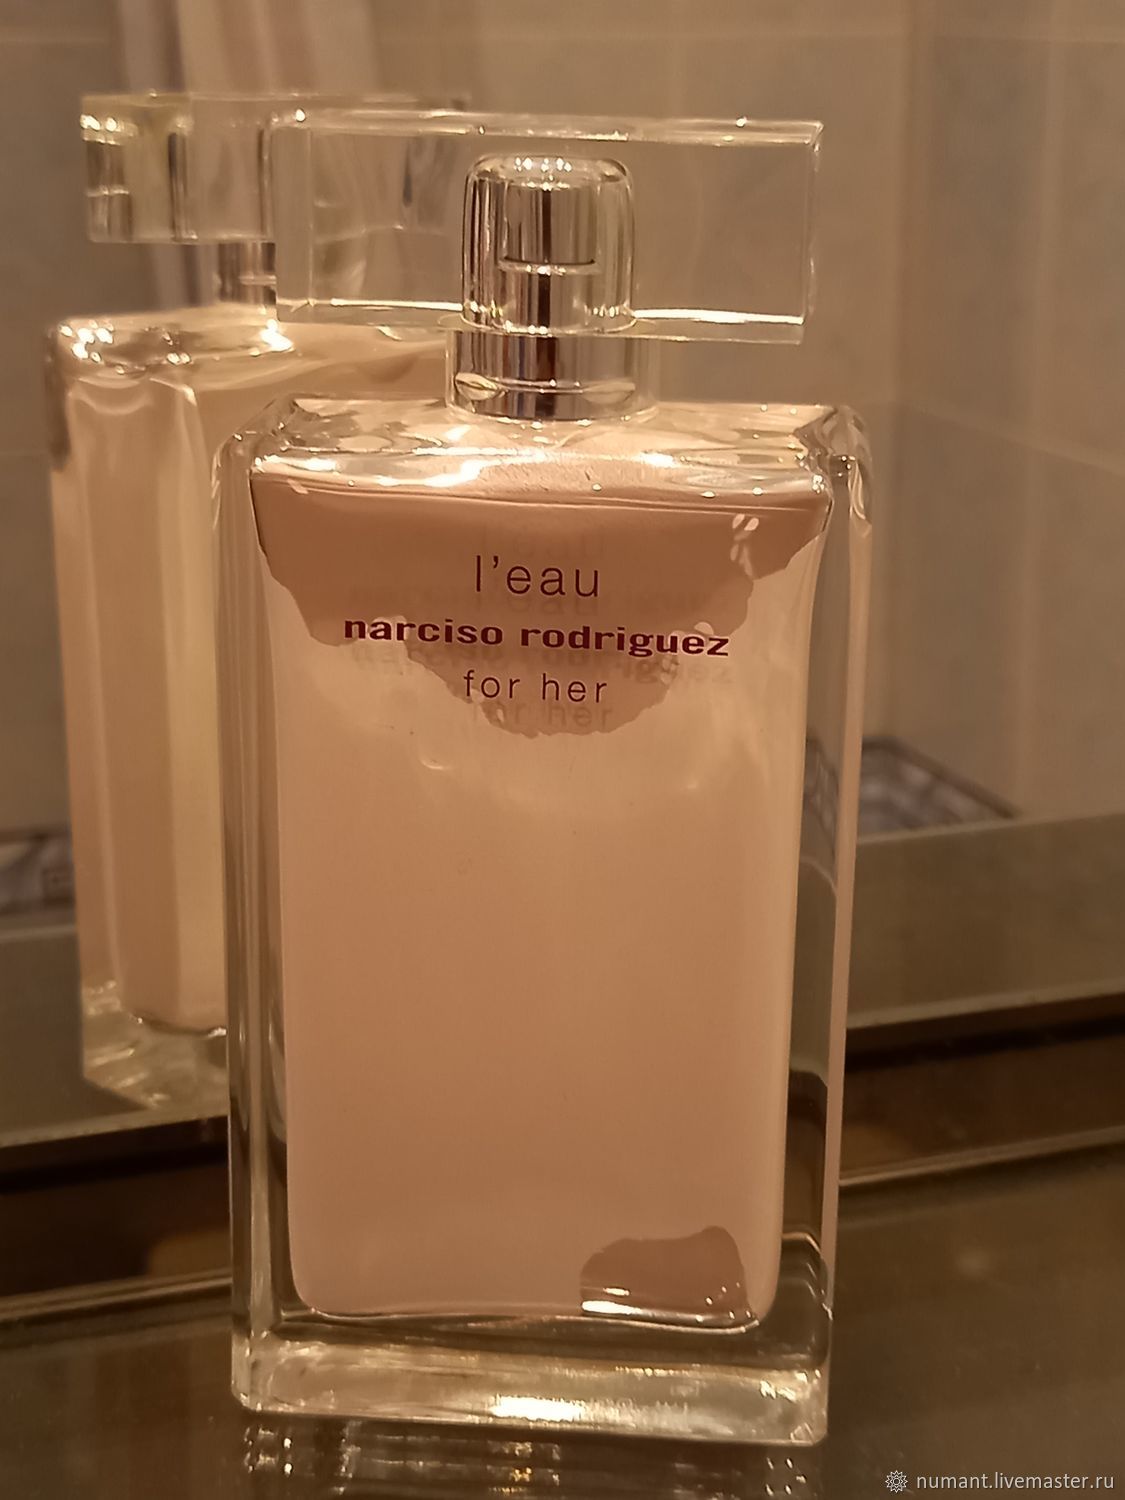 l'eau
narciso rodriguez
for her
numant.livemaster.ru